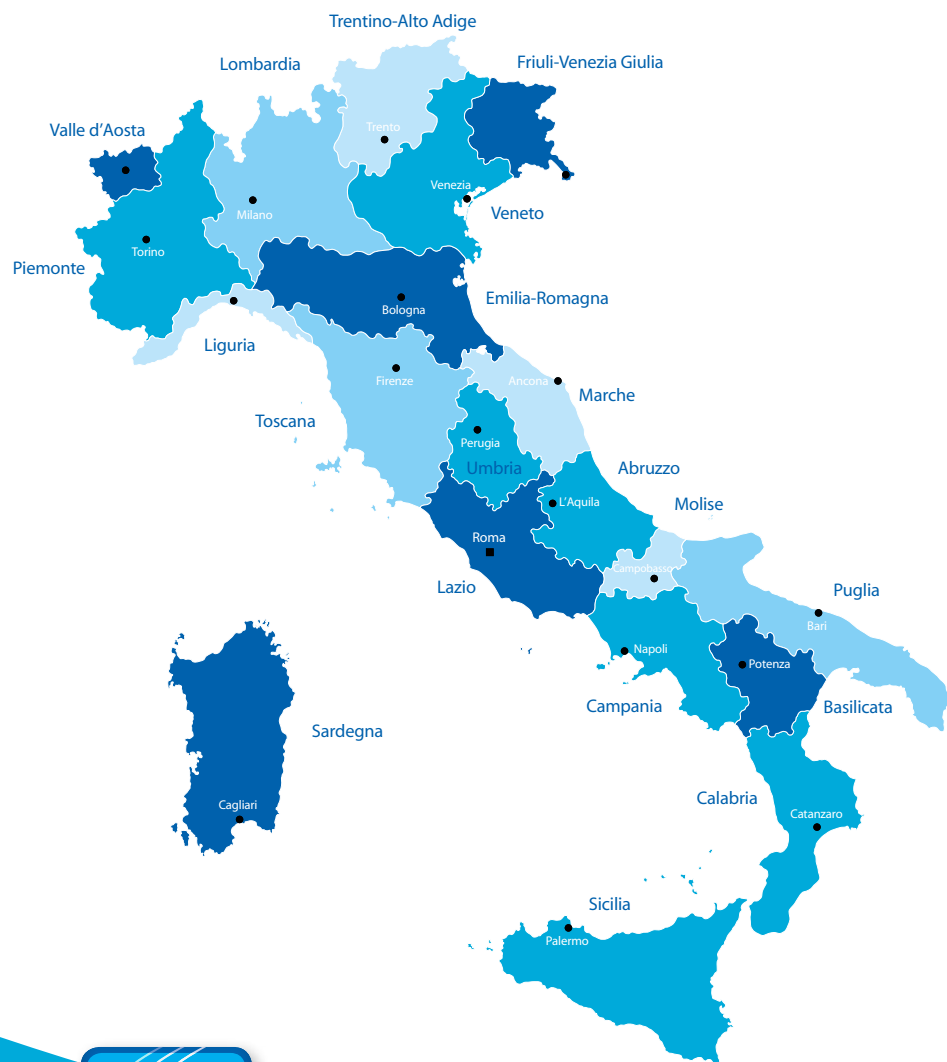 Trentino-Alto Adige
Lombardia
Friuli-Venezia Giulia
Trento
Valle d'Aosta
Venezia
Milano
Veneto
Torino
Piemonte
Emilia-Romagna
Bologna
Liguria
Firenze
Ancona
Marche
Toscana
Perugia
Umbria
Abruzzo
L'Aquila
Molise
Roma
Campobasso
Lazio
Puglia
Bari
Napoli
Potenza
Campania
Basilicata
Sardegna
Calabria
Cagliari
Catanzaro
Sicilia
Palermo